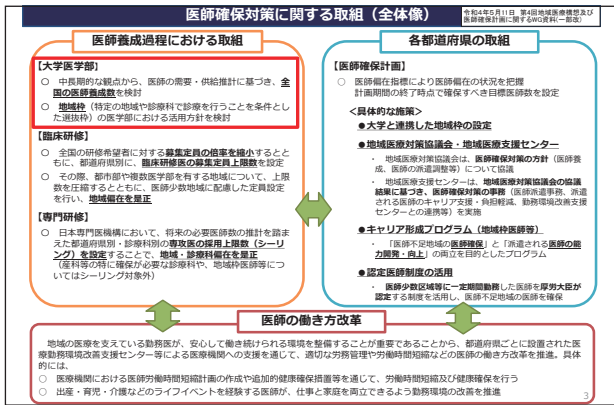 医師確保対策に関する取組（全体像）
令和4年5月11日 第4回地域医療構想及び
医師確保計画に関するWG資料(一部改)
医師養成過程における取組
【大学医学部】
○ 中長期的な観点から、医師の需要・供給推計に基づき、全
国の医師養成数を検討
○ 地域枠（特定の地域や診療科で診療を行うことを条件とし
た選抜枠）の医学部における活用方針を検討
【臨床研修】
○ 全国の研修希望者に対する募集定員の倍率を縮小するとと
もに、都道府県別に、臨床研修医の募集定員上限数を設定
○ その際、都市部や複数医学部を有する地域について、上限
数を圧縮するとともに、医師少数地域に配慮した定員設定
を行い、地域偏在を是正
【専門研修】
○ 日本専門医機構において、将来の必要医師数の推計を踏ま
えた都道府県別・診療科別の専攻医の採用上限数（シーリ
ング）を設定することで、地域・診療科偏在を是正
（産科等の特に確保が必要な診療科や、地域枠医師等につ
いてはシーリング対象外）
各都道府県の取組
【医師確保計画】
○ 医師偏在指標により医師偏在の状況を把握
計画期間の終了時点で確保すべき目標医師数を設定
＜具体的な施策＞
●大学と連携した地域枠の設定
●地域医療対策協議会・地域医療支援センター
・ 地域医療対策協議会は、医師確保対策の方針（医師養
成、医師の派遣調整等）について協議
・ 地域医療支援センターは、地域医療対策協議会の協議
結果に基づき、医師確保対策の事務（医師派遣事務、派遣
される医師のキャリア支援・負担軽減、勤務環境改善支援
センターとの連携等）を実施
●キャリア形成プログラム（地域枠医師等）
・ 「医師不足地域の医師確保」と「派遣される医師の能
力開発・向上」の両立を目的としたプログラム
●認定医師制度の活用
・ 医師少数区域等に一定期間勤務した医師を厚労大臣が
認定する制度を活用し、医師不足地域の医師を確保
医師の働き方改革
地域の医療を支えている勤務医が、安心して働き続けられる環境を整備することが重要であることから、都道府県ごとに設置された医
療勤務環境改善支援センター等による医療機関への支援を通じて、適切な労務管理や労働時間短縮などの医師の働き方改革を推進。具体
的には、
○ 医療機関における医師労働時間短縮計画の作成や追加的健康確保措置等を通じて、労働時間短縮及び健康確保を行う
○ 出産・育児・介護などのライフイベントを経験する医師が、仕事と家庭を両立できるよう勤務環境の改善を推進
3